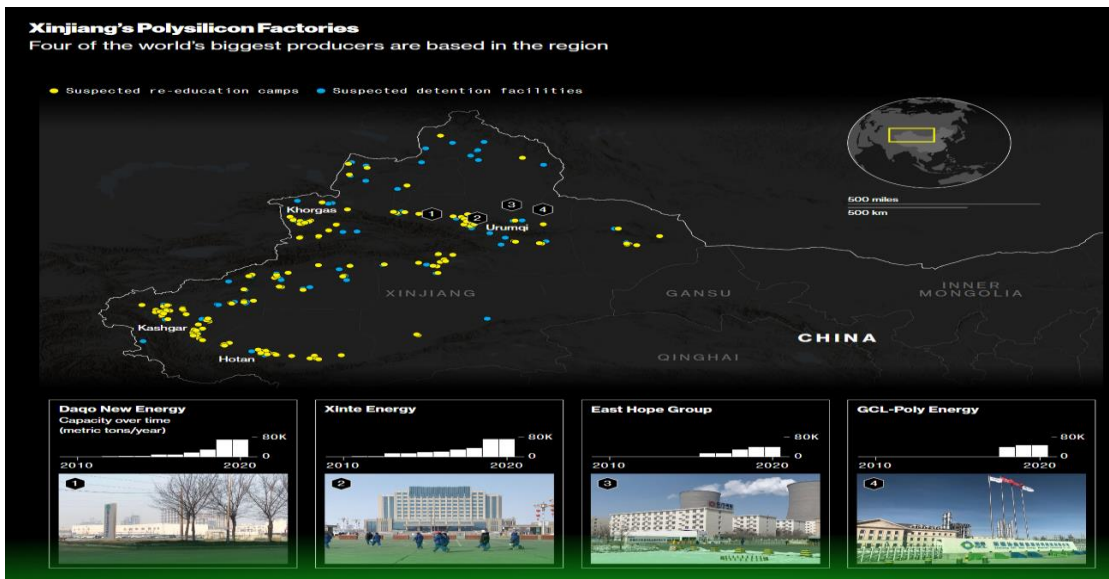 Xinjiang's Polysilicon Factories
Four of the world's biggest producers are based in the region
Suspected re-education camps
Suspected detention facilities
500 miles
500 km
Khorgas
1
2
3
4
Urumqi
XINJIANG
GANSU
INNER
MONGOLIA
CHINA
Kashgar
Hotan
QINGHAI
Daqo New Energy
Capacity over time
(metric tons/year)
80K
0
2010
2020
1
Xinte Energy
80K
0
2010
2020
2
East Hope Group
80K
0
2010
2020
3
GCL-Poly Energy
80K
0
2010
2020
4